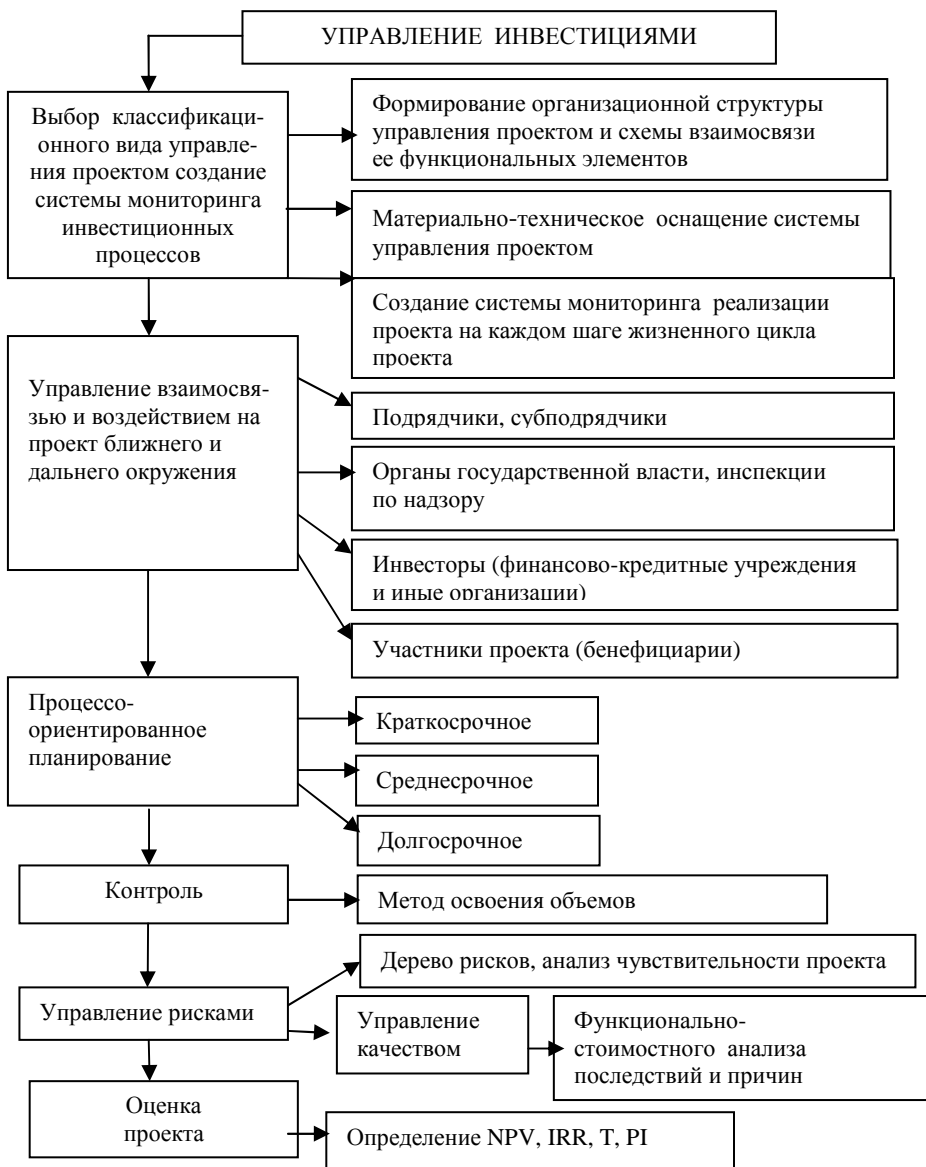 УПРАВЛЕНИЕ ИНВЕСТИЦИЯМИ
Выбор классификаци-
онного вида управле-
ния проектом создание
системы мониторинга
инвестиционных
процессов
Формирование организационной структуры
управления проектом и схемы взаимосвязи
ее функциональных элементов
Материально-техническое оснащение системы
управления проектом
Создание системы мониторинга реализации
проекта на каждом шаге жизненного цикла
проекта
Управление взаимосвя-
зью и воздействием на
проект ближнего и
дальнего окружения
Подрядчики, субподрядчики
Органы государственной власти, инспекции
по надзору
Инвесторы (финансово-кредитные учреждения
и иные организации)
Участники проекта (бенефициарии)
Процессо-
ориентированное
планирование
Краткосрочное
Среднесрочное
Долгосрочное
Контроль
Метод освоения объемов
Управление рисками
Дерево рисков, анализ чувствительности проекта
Управление
качеством
Функционально-
стоимостного анализа
последствий и причин
Оценка
проекта
Определение NPV, IRR, T, PI